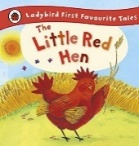 Ladybird First Favourite Tales
The Little Red
Hen